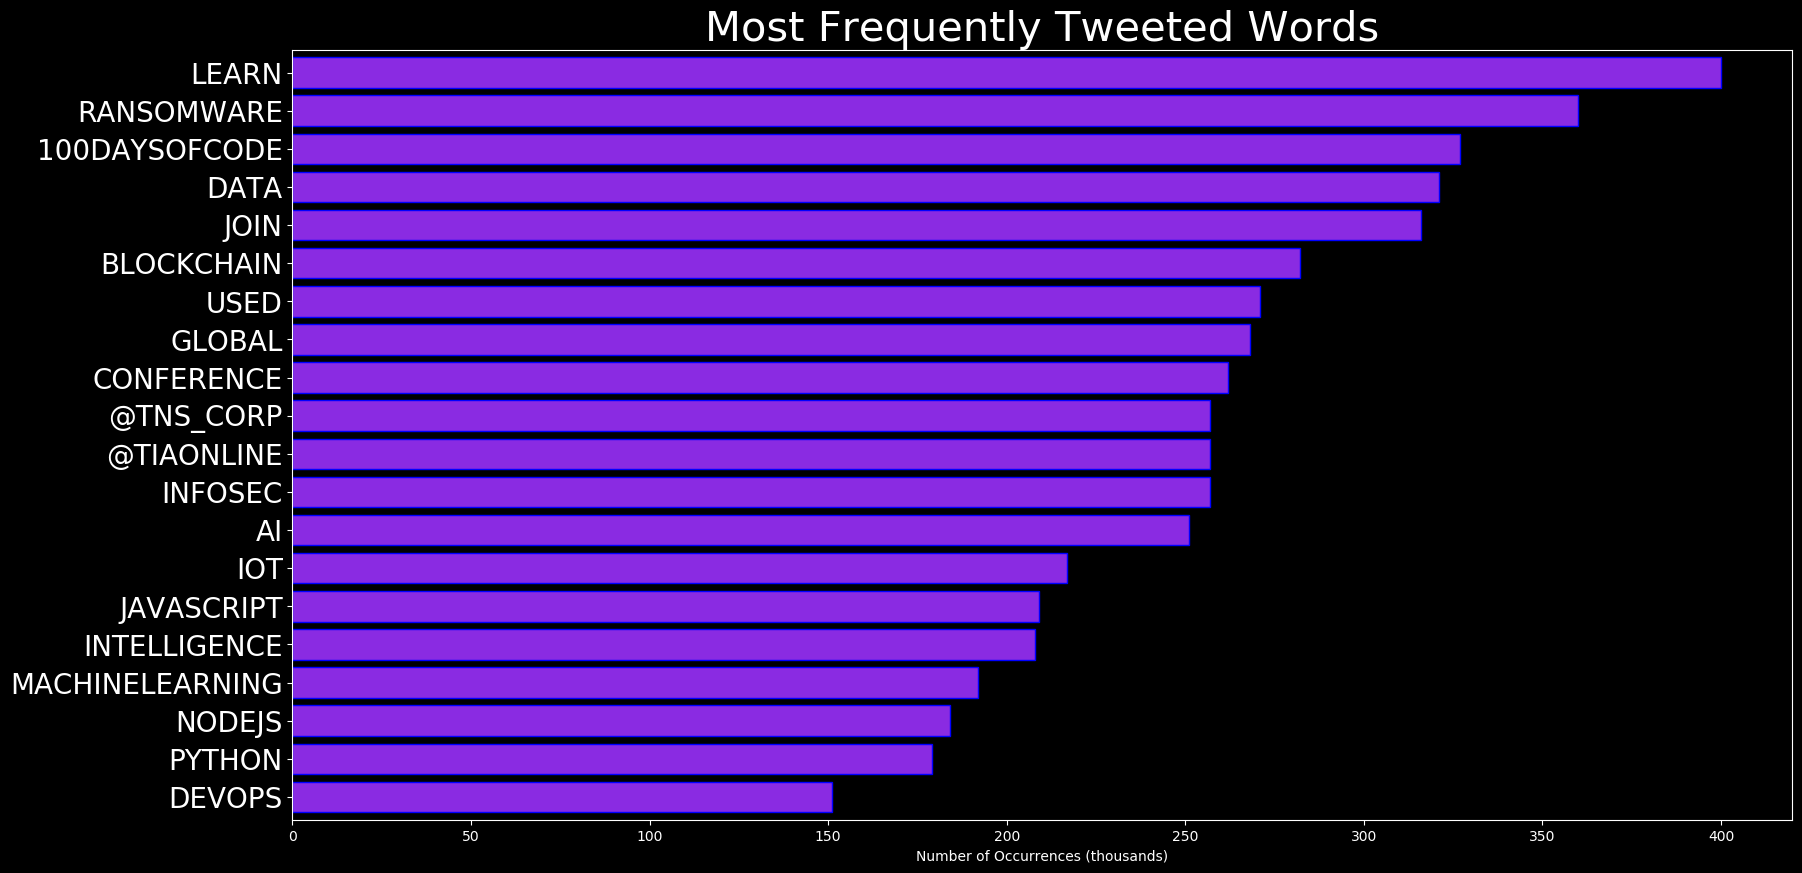 Most Frequently Tweeted Words
LEARN
RANSOMWARE
100DAYSOFCODE
DATA
JOIN
BLOCKCHAIN
USED
GLOBAL
CONFERENCE
@TNS_CORP
@TIAONLINE
INFOSEC
AI
IOT
JAVASCRIPT
INTELLIGENCE
MACHINELEARNING
NODEJS
PYTHON
DEVOPS
0 50 100 150 200 250 300 350 400
Number of Occurrences (thousands)